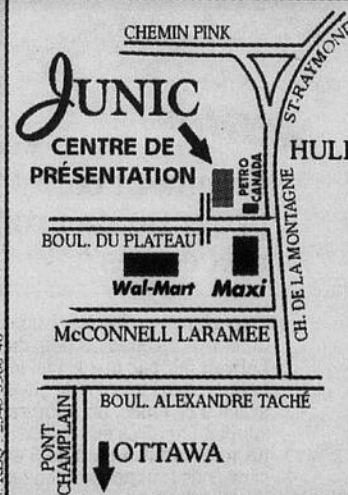 CHEMIN PINK
ST-RAYMOND
JUNIC
CENTRE DE
PRÉSENTATION
PETRO
CANADA
HULL
BOUL. DU PLATEAU
CH. DE LA MONTAGNE
Wal-Mart
Maxi
McCONNELL LARAMEE
BOUL. ALEXANDRE TACHÉ
PONT
CHAMPLAIN
OTTAWA